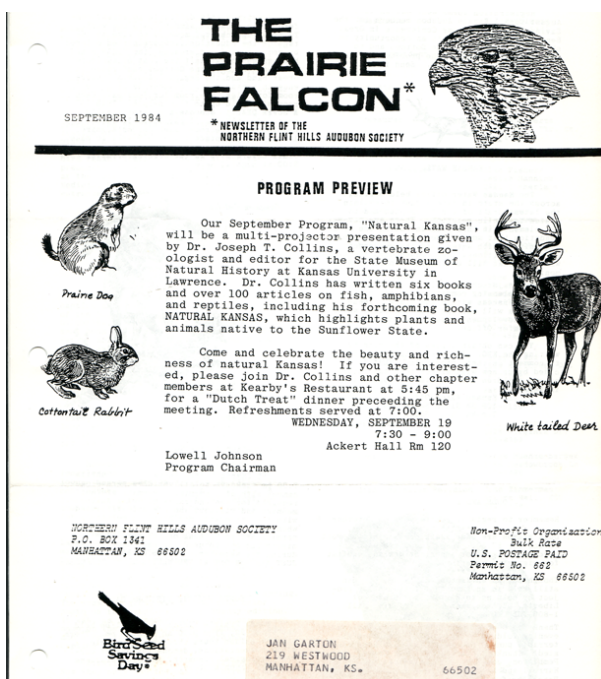 THE
PRAIRIE
FALCON*
SEPTEMBER 1984
*NEWSLETTER OF THE
NORTHERN FLINT HILLS AUDUBON SOCIETY
PROGRAM PREVIEW
Our September Program, "Natural Kansas",
will be a multi-projector presentation given
by Dr. Joseph T. Collins, a vertebrate zo-
ologist and editor for the State Museum of
Natural History at Kansas University in
Lawrence. Dr. Collins has written six books
and over 100 articles on fish, amphibians,
and reptiles, including his forthcoming book,
NATURAL KANSAS, which highlights plants and
animals native to the Sunflower State.
Prairie Dog
Come and celebrate the beauty and rich-
ness of natural Kansas! If you are interest-
ed, please join Dr. Collins and other chapter
members at Kearby's Restaurant at 5:45 pm,
for a "Dutch Treat" dinner preceeding the
meeting. Refreshments served at 7:00.
WEDNESDAY, SEPTEMBER 19
7:30 - 9:00
Ackert Hall Rm 120
Cottontail Rabbit
White tailed Deer
Lowell Johnson
Program Chairman
NORTHERN FLINT HILLS AUDUBON SOCIETY
P.O. BOX 1341
MANHATTAN, KS 66502
Non-Profit Organization
Bulk Rate
U.S. POSTAGE PAID
Permit No. 662
Manhattan, KS 66502
Bird Seed
Savings
Day
JAN GARTON
219 WESTWOOD
MANHATTAN, KS. 66502